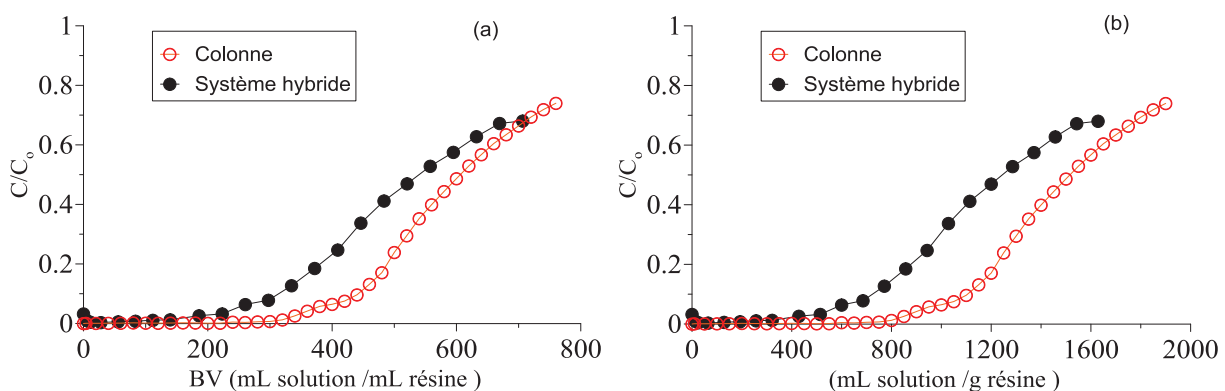 (a)
Colonne
Système hybride
C/Co
1
0.8
0.6
0.4
0.2
0
0
200
400
600
800
BV (mL solution /mL résine )
(b)
Colonne
Système hybride
C/Co
1
0.8
0.6
0.4
0.2
0
0
400
800
1200
1600
2000
(mL solution /g résine )